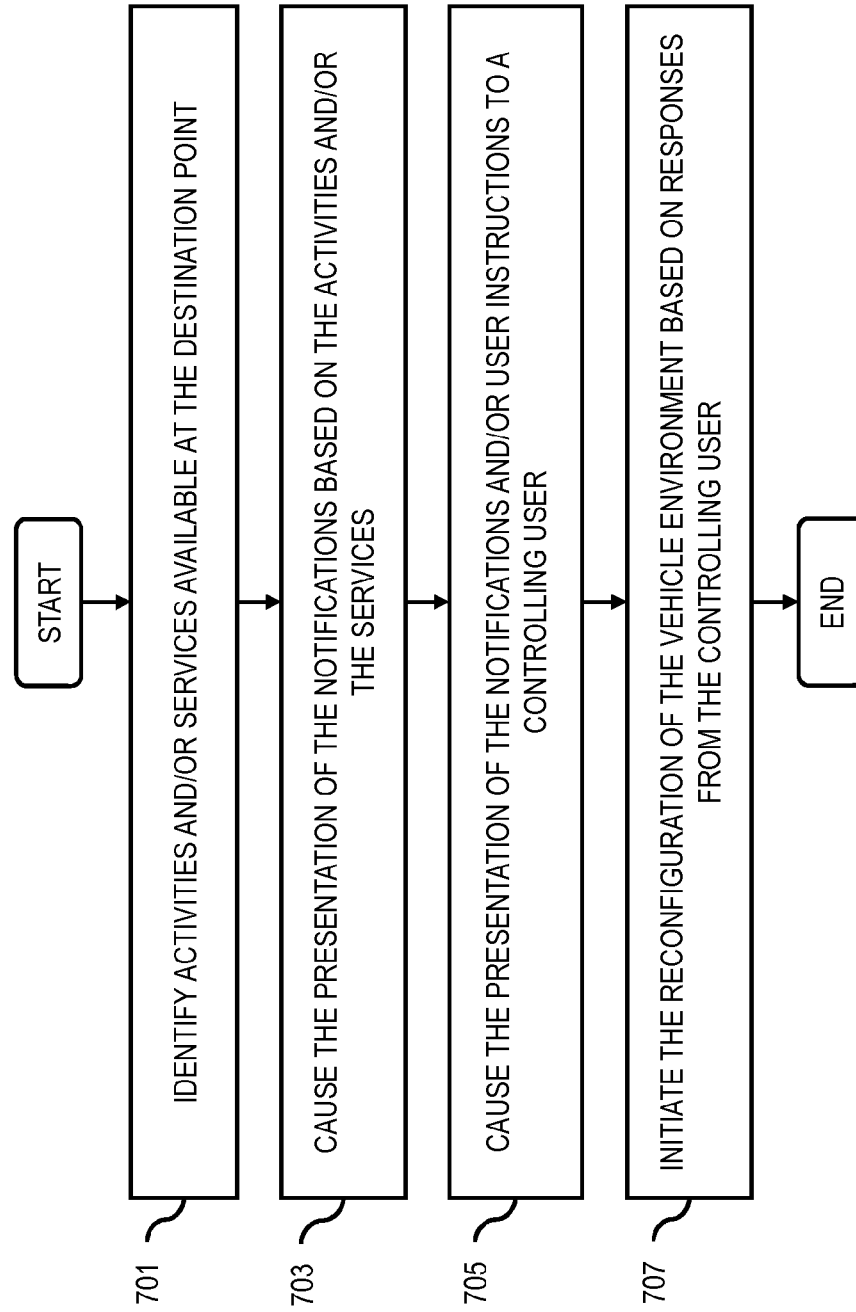 START
701
IDENTIFY ACTIVITIES AND/OR SERVICES AVAILABLE AT THE DESTINATION POINT
703
CAUSE THE PRESENTATION OF THE NOTIFICATIONS BASED ON THE ACTIVITIES AND/OR
THE SERVICES
705
CAUSE THE PRESENTATION OF THE NOTIFICATIONS AND/OR USER INSTRUCTIONS TO A
CONTROLLING USER
707
INITIATE THE RECONFIGURATION OF THE VEHICLE ENVIRONMENT BASED ON RESPONSES
FROM THE CONTROLLING USER
END